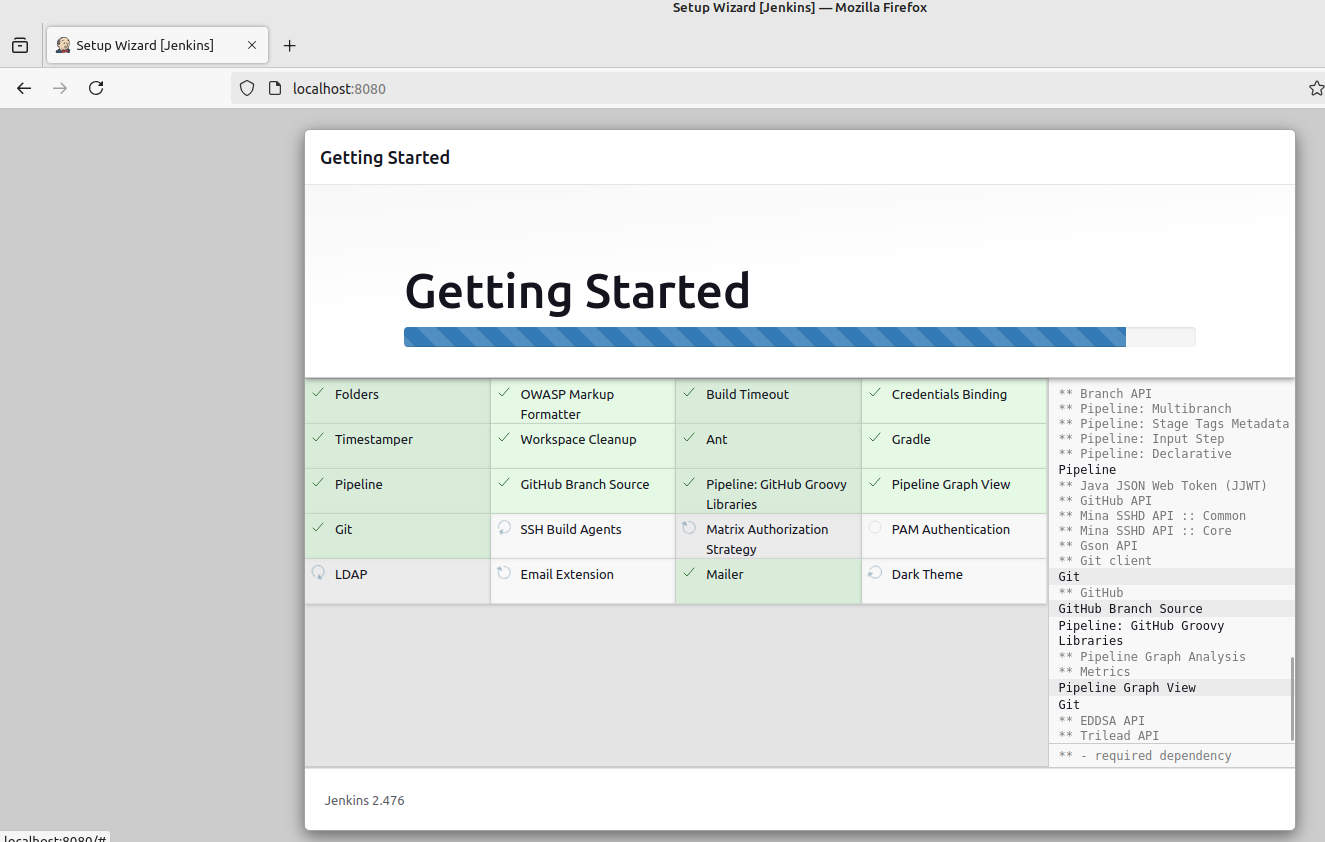 Setup Wizard [Jenkins] — Mozilla Firefox
Setup Wizard [Jenkins]
localhost:8080
Getting Started
Getting Started
Folders
OWASP Markup
Formatter
Build Timeout
Credentials Binding
Timestamper
Workspace Cleanup
Ant
Gradle
Pipeline
GitHub Branch Source
Pipeline: GitHub Groovy
Libraries
Pipeline Graph View
Git
SSH Build Agents
Matrix Authorization
Strategy
PAM Authentication
LDAP
Email Extension
Mailer
Dark Theme
** Branch API
** Pipeline: Multibranch
** Pipeline: Stage Tags Metadata
** Pipeline: Input Step
** Pipeline: Declarative
Pipeline
** Java JSON Web Token (JJWT)
** GitHub API
** Mina SSHD API :: Common
** Mina SSHD API :: Core
** Gson API
** Git client
Git
** GitHub
GitHub Branch Source
Pipeline: GitHub Groovy
Libraries
** Pipeline Graph Analysis
** Metrics
Pipeline Graph View
Git
** EDDSA API
** Trilead API
** - required dependency
Jenkins 2.476
localhost:8080/#